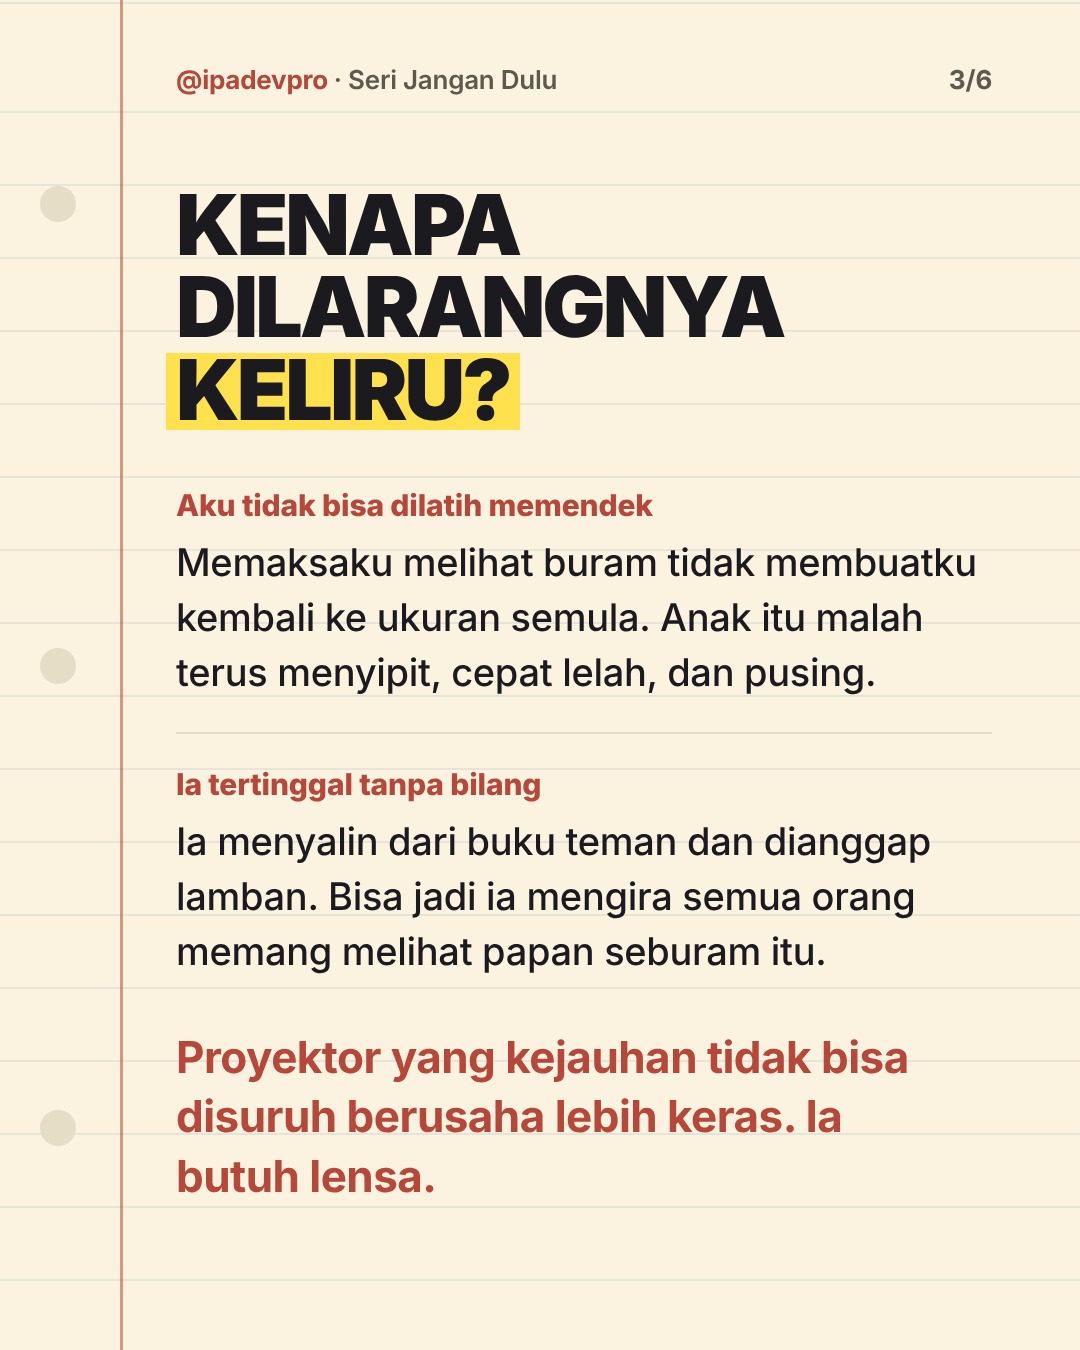 @ipadevpro · Seri Jangan Dulu
3/6
KENAPA
DILARANGNYA
KELIRU?
Aku tidak bisa dilatih memendek
Memaksaku melihat buram tidak membuatku
kembali ke ukuran semula. Anak itu malah
terus menyipit, cepat lelah, dan pusing.
Ia tertinggal tanpa bilang
Ia menyalin dari buku teman dan dianggap
lamban. Bisa jadi ia mengira semua orang
memang melihat papan seburam itu.
Proyektor yang kejauhan tidak bisa
disuruh berusaha lebih keras. Ia
butuh lensa.